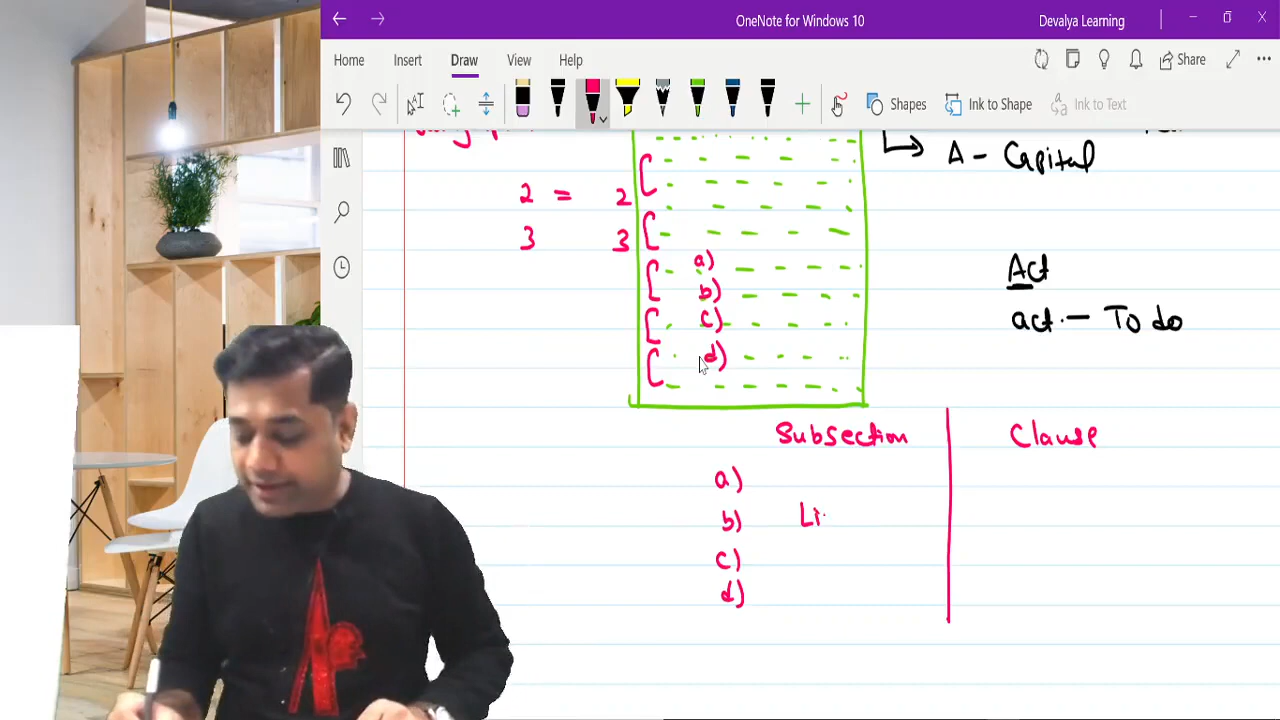 OneNote for Windows 10
Devalya Learning
Home Insert Draw View Help
Share
Shapes
Ink to Shape
Ink to Text
A - Capital
2 = 2
3 3
a)
b)
c)
d)
Act
act - To do
Subsection Clause
a)
b) Li
c)
d)